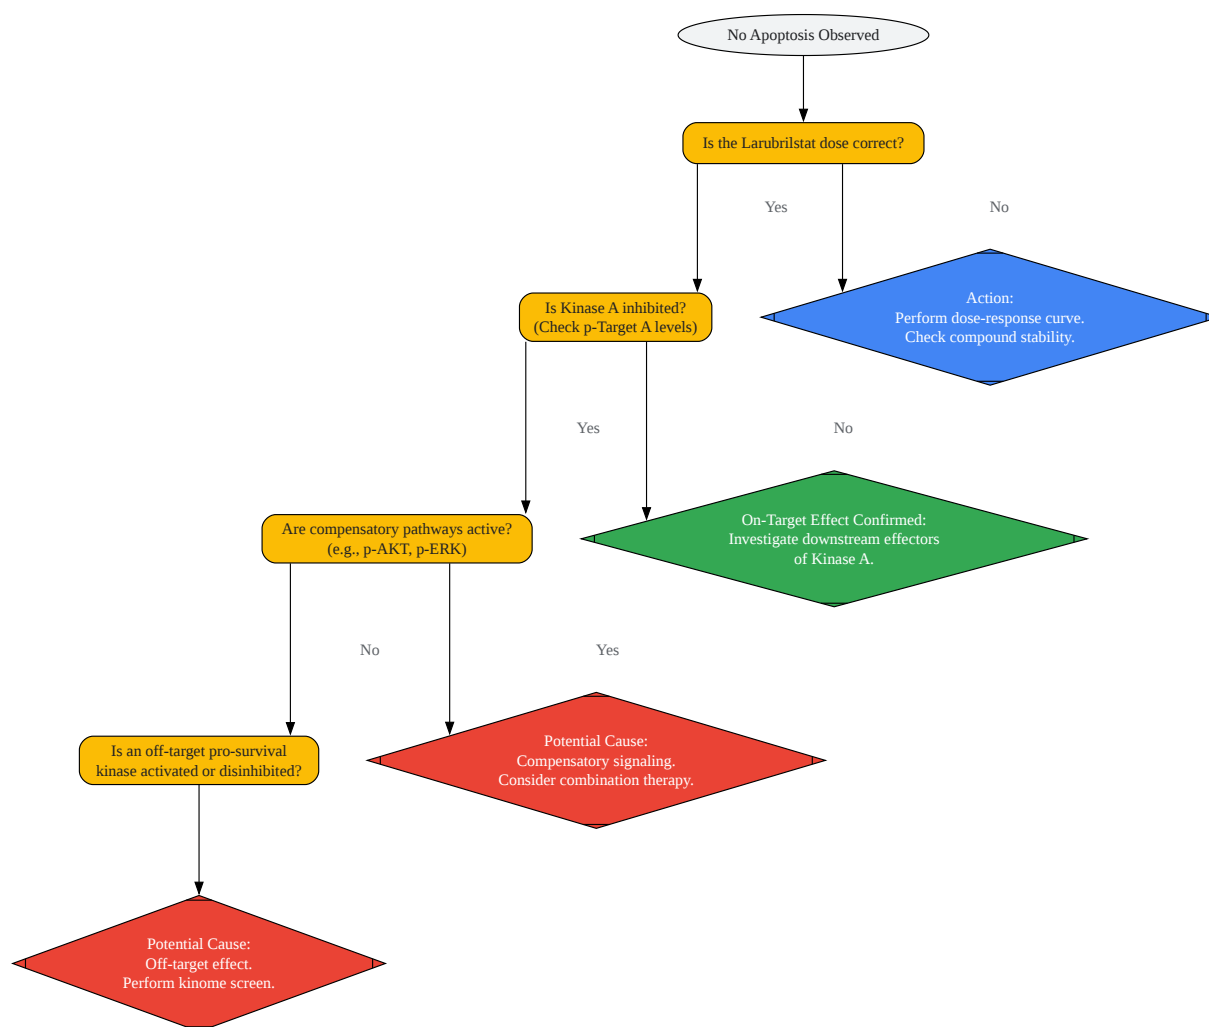 No Apoptosis Observed
Is the Larubrilstat dose correct?
Yes
No
Is Kinase A inhibited?
(Check p-Target A levels)
Action:
Perform dose-response curve.
Check compound stability.
Yes
No
Are compensatory pathways active?
(e.g., p-AKT, p-ERK)
On-Target Effect Confirmed:
Investigate downstream effectors
of Kinase A.
No
Yes
Is an off-target pro-survival
kinase activated or disinhibited?
Potential Cause:
Compensatory signaling.
Consider combination therapy.
Potential Cause:
Off-target effect.
Perform kinome screen.